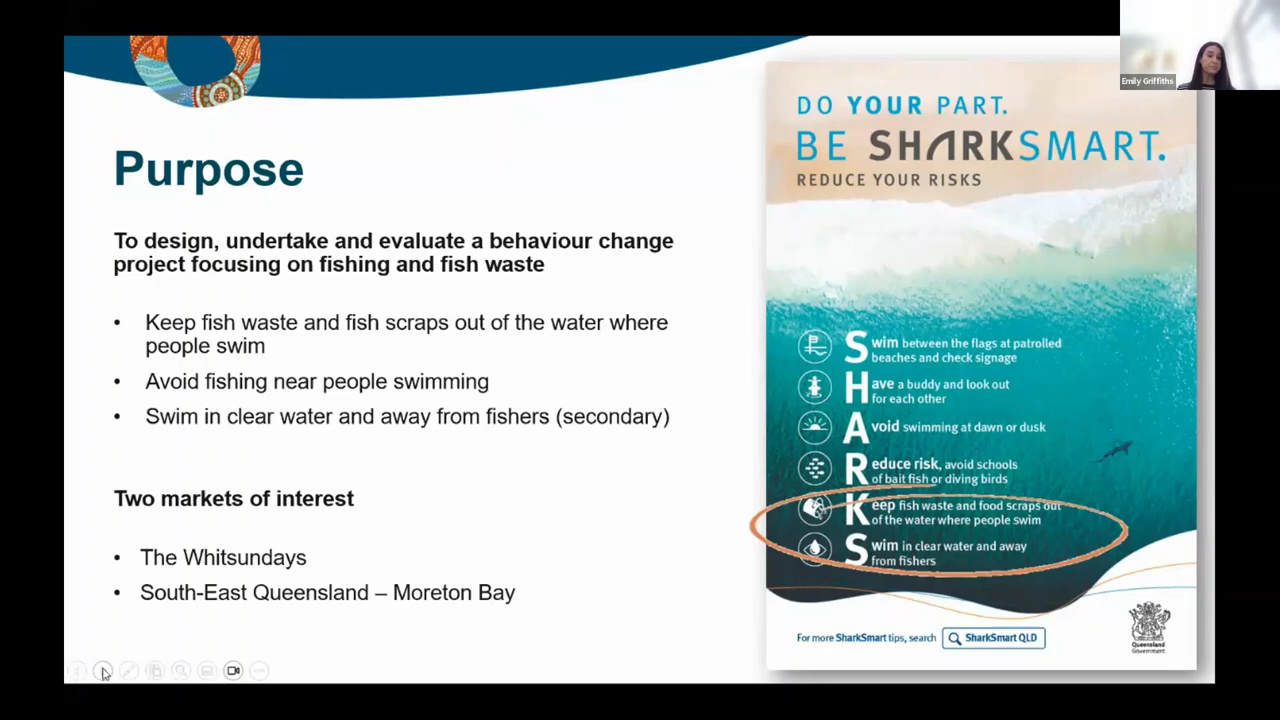 Emily Griffiths
Purpose
To design, undertake and evaluate a behaviour change
project focusing on fishing and fish waste
• Keep fish waste and fish scraps out of the water where
people swim
• Avoid fishing near people swimming
• Swim in clear water and away from fishers (secondary)
Two markets of interest
• The Whitsundays
• South-East Queensland – Moreton Bay
DO YOUR PART.
BE SHARKSMART.
REDUCE YOUR RISKS
Swim between the flags at patrolled
beaches and check signage
Have a buddy and look out
for each other
Avoid swimming at dawn or dusk
Reduce risk, avoid schools
of bait fish or diving birds
Keep fish waste and food scraps out
of the water where people swim
Swim in clear water and away
from fishers
For more SharkSmart tips, search SharkSmart QLD
Queensland
Government